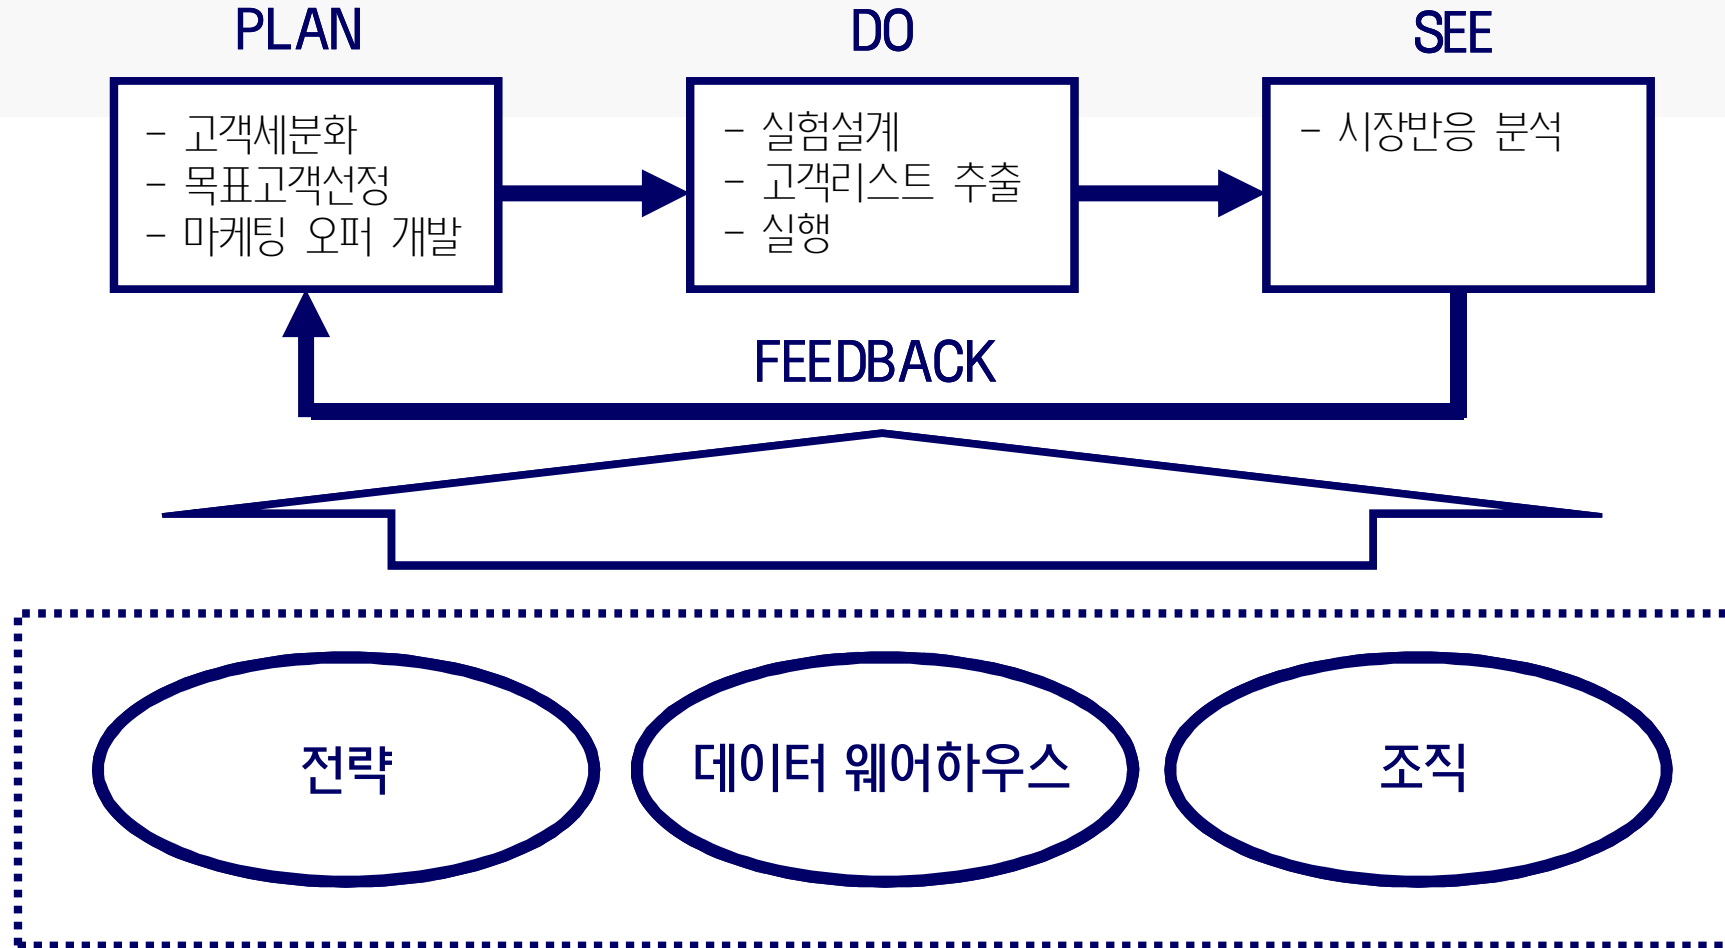 PLAN
DO
SEE
- 고객세분화
- 목표고객선정
- 마케팅 오퍼 개발
- 실험설계
- 고객리스트 추출
- 실행
- 시장반응 분석
FEEDBACK
전략
데이터 웨어하우스
조직